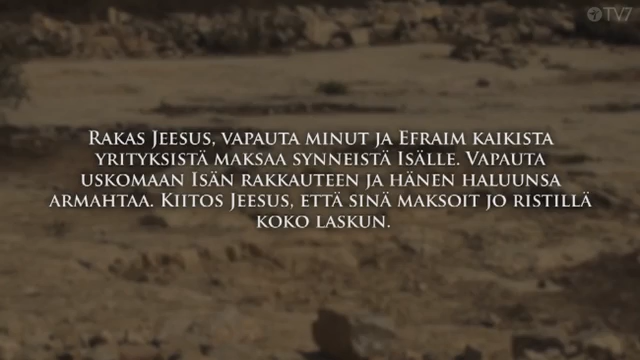 TV7
Rakas Jeesus, vapauta minut ja Efraim kaikista
yrityksistä maksaa synneistä Isälle. Vapauta
uskomaan Isän rakkauteen ja hänen haluunsa
armahtaa. Kiitos Jeesus, että sinä maksoit jo ristillä
koko laskun.